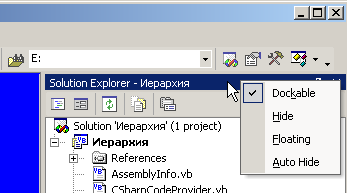 E:
Solution Explorer - Иерархия
Dockable
Hide
Floating
Auto Hide
Solution 'Иерархия' (1 project)
Иерархия
References
AssemblyInfo.vb
CSharpCodeProvider.vb